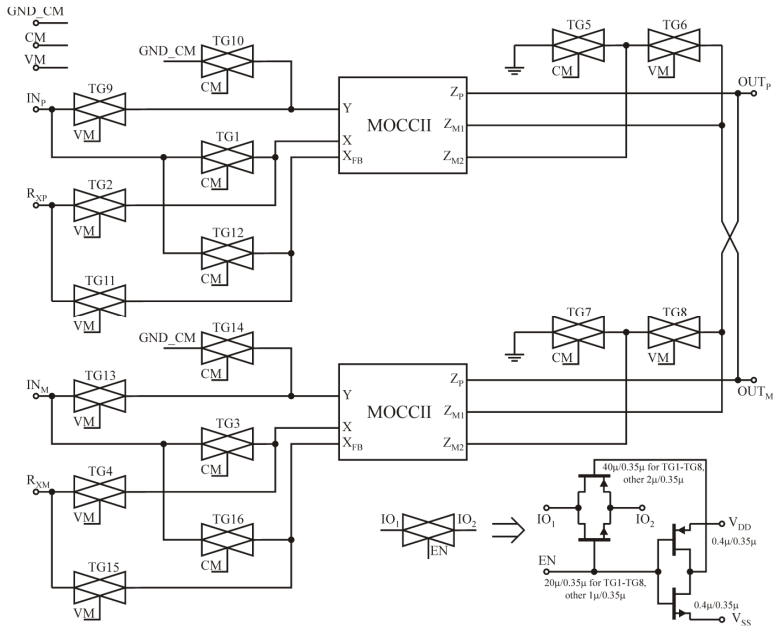 GND_CM
CM
VM
GND_CM
TG10
CM
IN_P
TG9
VM
TG1
CM
R_XP
TG2
VM
TG12
CM
TG11
VM
Y
X
X_FB
MOCCII
Z_P
Z_M1
Z_M2
TG5
CM
TG6
VM
OUT_P
GND_CM
TG14
CM
IN_M
TG13
VM
TG3
CM
R_XM
TG4
VM
TG16
CM
TG15
VM
Y
X
X_FB
MOCCII
Z_P
Z_M1
Z_M2
TG7
CM
TG8
VM
OUT_M
IO_1
IO_2
EN
40μ/0.35μ for TG1-TG8,
other 2μ/0.35μ
IO_1
IO_2
EN
20μ/0.35μ for TG1-TG8,
other 1μ/0.35μ
V_DD
0.4μ/0.35μ
0.4μ/0.35μ
V_SS